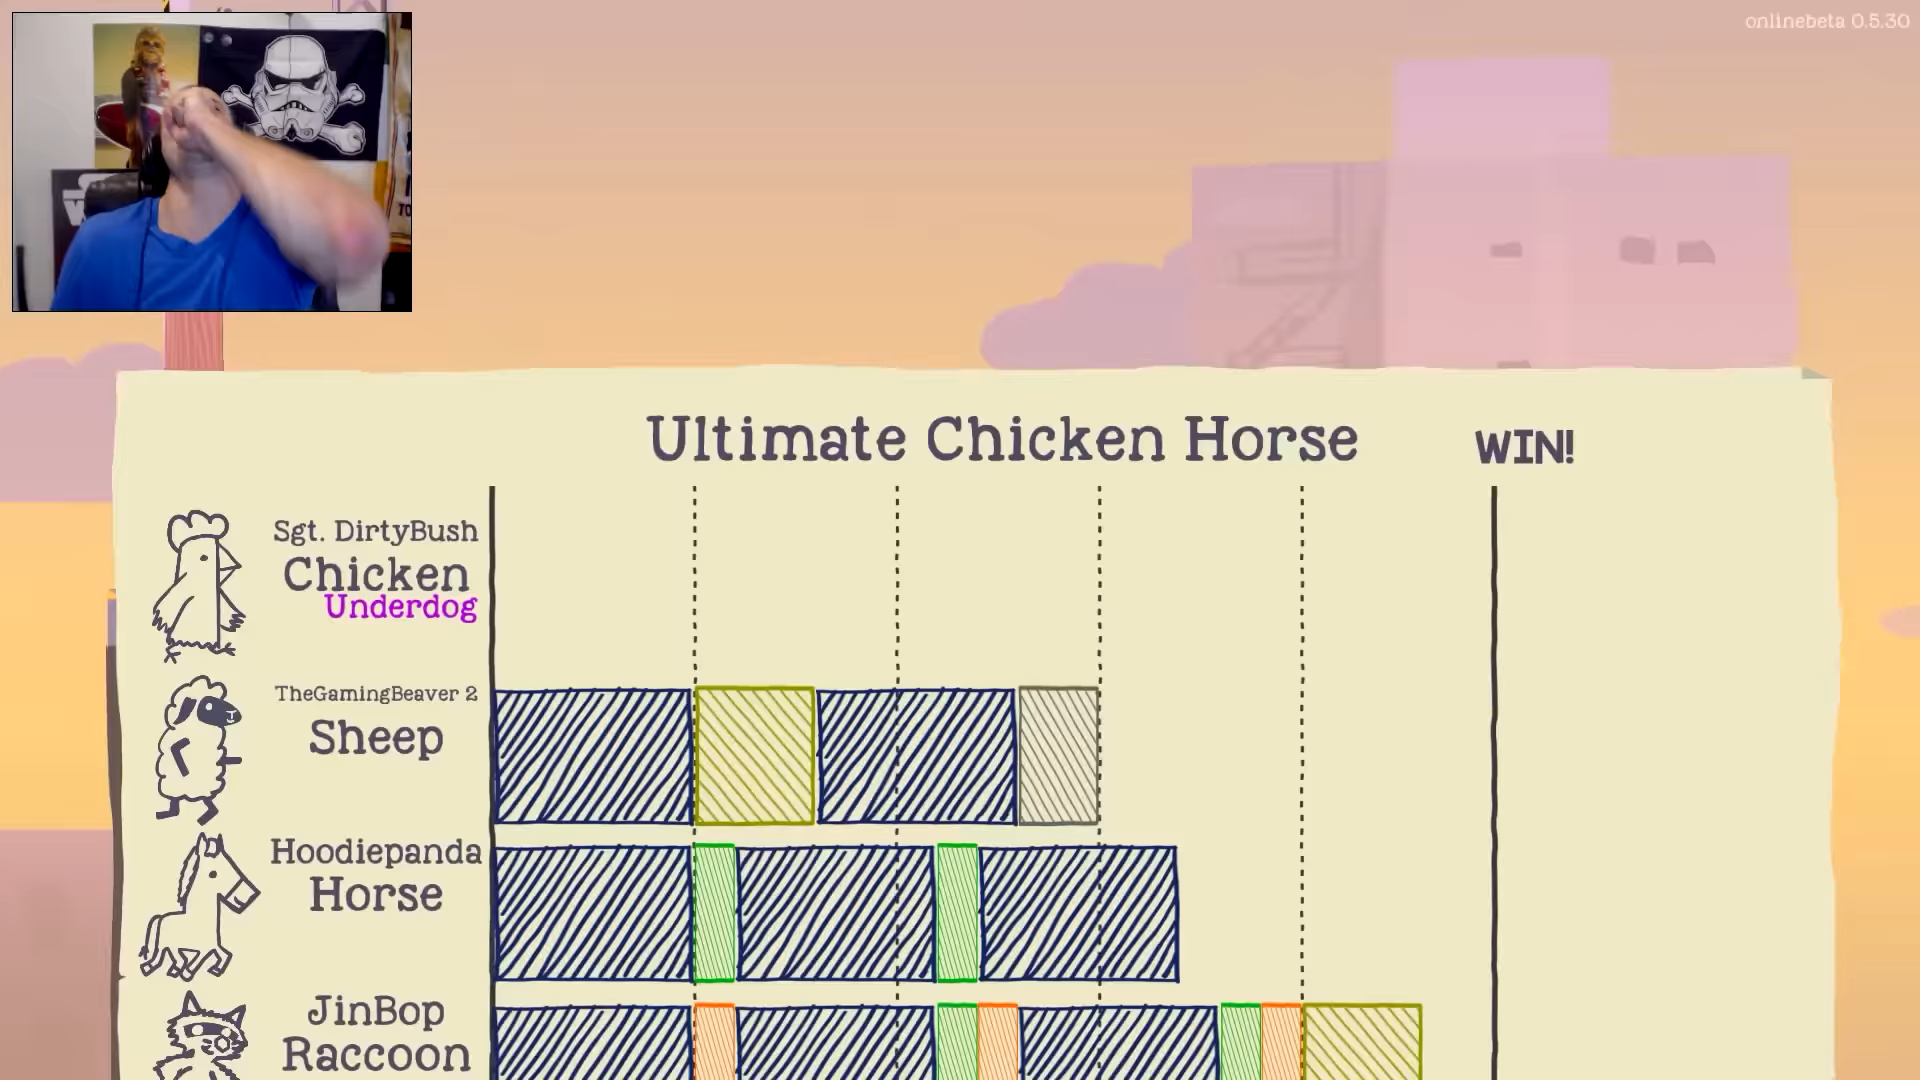 onlinebeta 0.5.30
Ultimate Chicken Horse
WIN!
Sgt. DirtyBush
Chicken
Underdog
TheGamingBeaver 2
Sheep
Hoodiepanda
Horse
JinBop
Raccoon